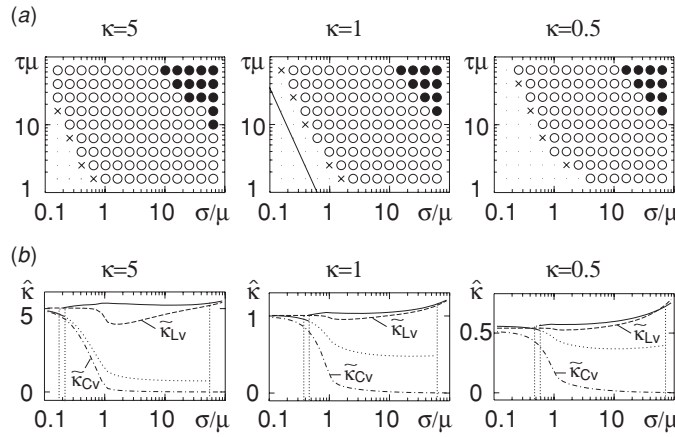 (a)
κ=5 κ=1 κ=0.5
τμ τμ τμ
10 10 10
1 1 1
0.1 1 10 σ/μ 0.1 1 10 σ/μ 0.1 1 10 σ/μ
(b)
κ=5 κ=1 κ=0.5
κ̂ κ̂ κ̂
5 1 0.5
κ̃Lv κ̃Lv κ̃Lv
κ̃Cv κ̃Cv κ̃Cv
0 0 0
0.1 1 10 σ/μ 0.1 1 10 σ/μ 0.1 1 10 σ/μ